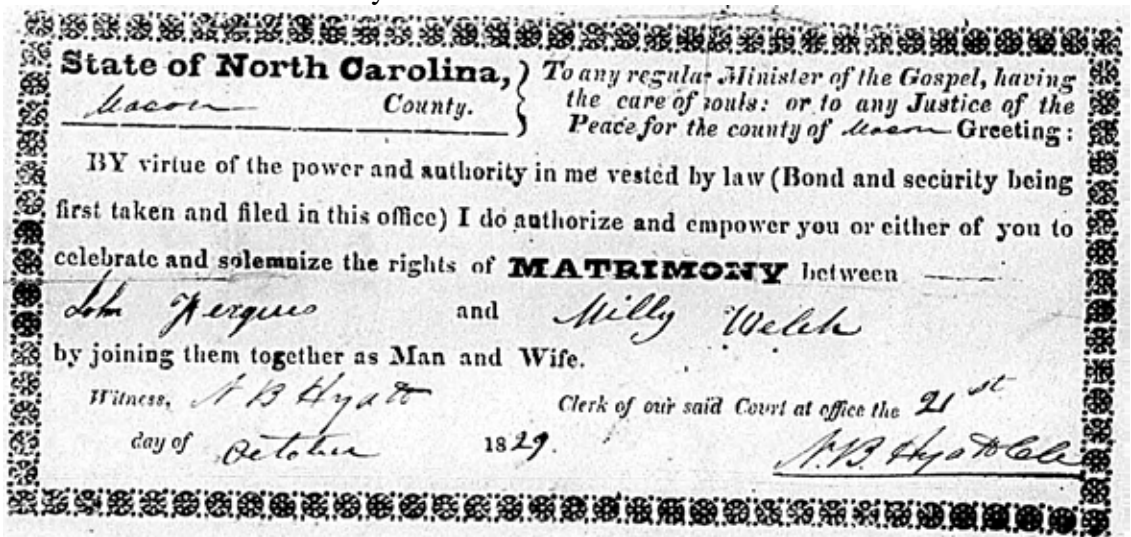 State of North Carolina,
Macon County.
To any regular Minister of the Gospel, having
the care of souls: or to any Justice of the
Peace for the county of Macon Greeting:
BY virtue of the power and authority in me vested by law (Bond and security being
first taken and filed in this office) I do authorize and empower you or either of you to
celebrate and solemnize the rights of MATRIMONY between
John Fergus and Milly Welch
by joining them together as Man and Wife.
Witness, N B Hyatt Clerk of our said Court at office the 21st
day of October 1829. N.B. Hyatt Clk